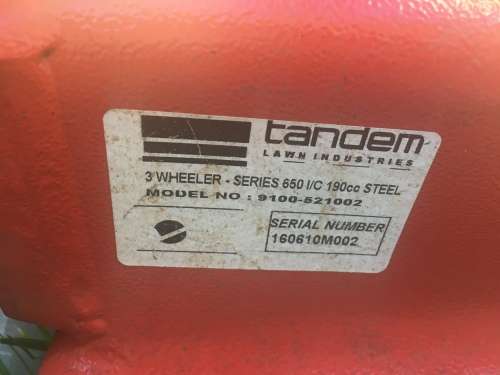 tandem
LAWN INDUSTRIES
3 WHEELER - SERIES 650 I/C 190cc STEEL
MODEL NO : 9100-521002
SERIAL NUMBER
160610M002